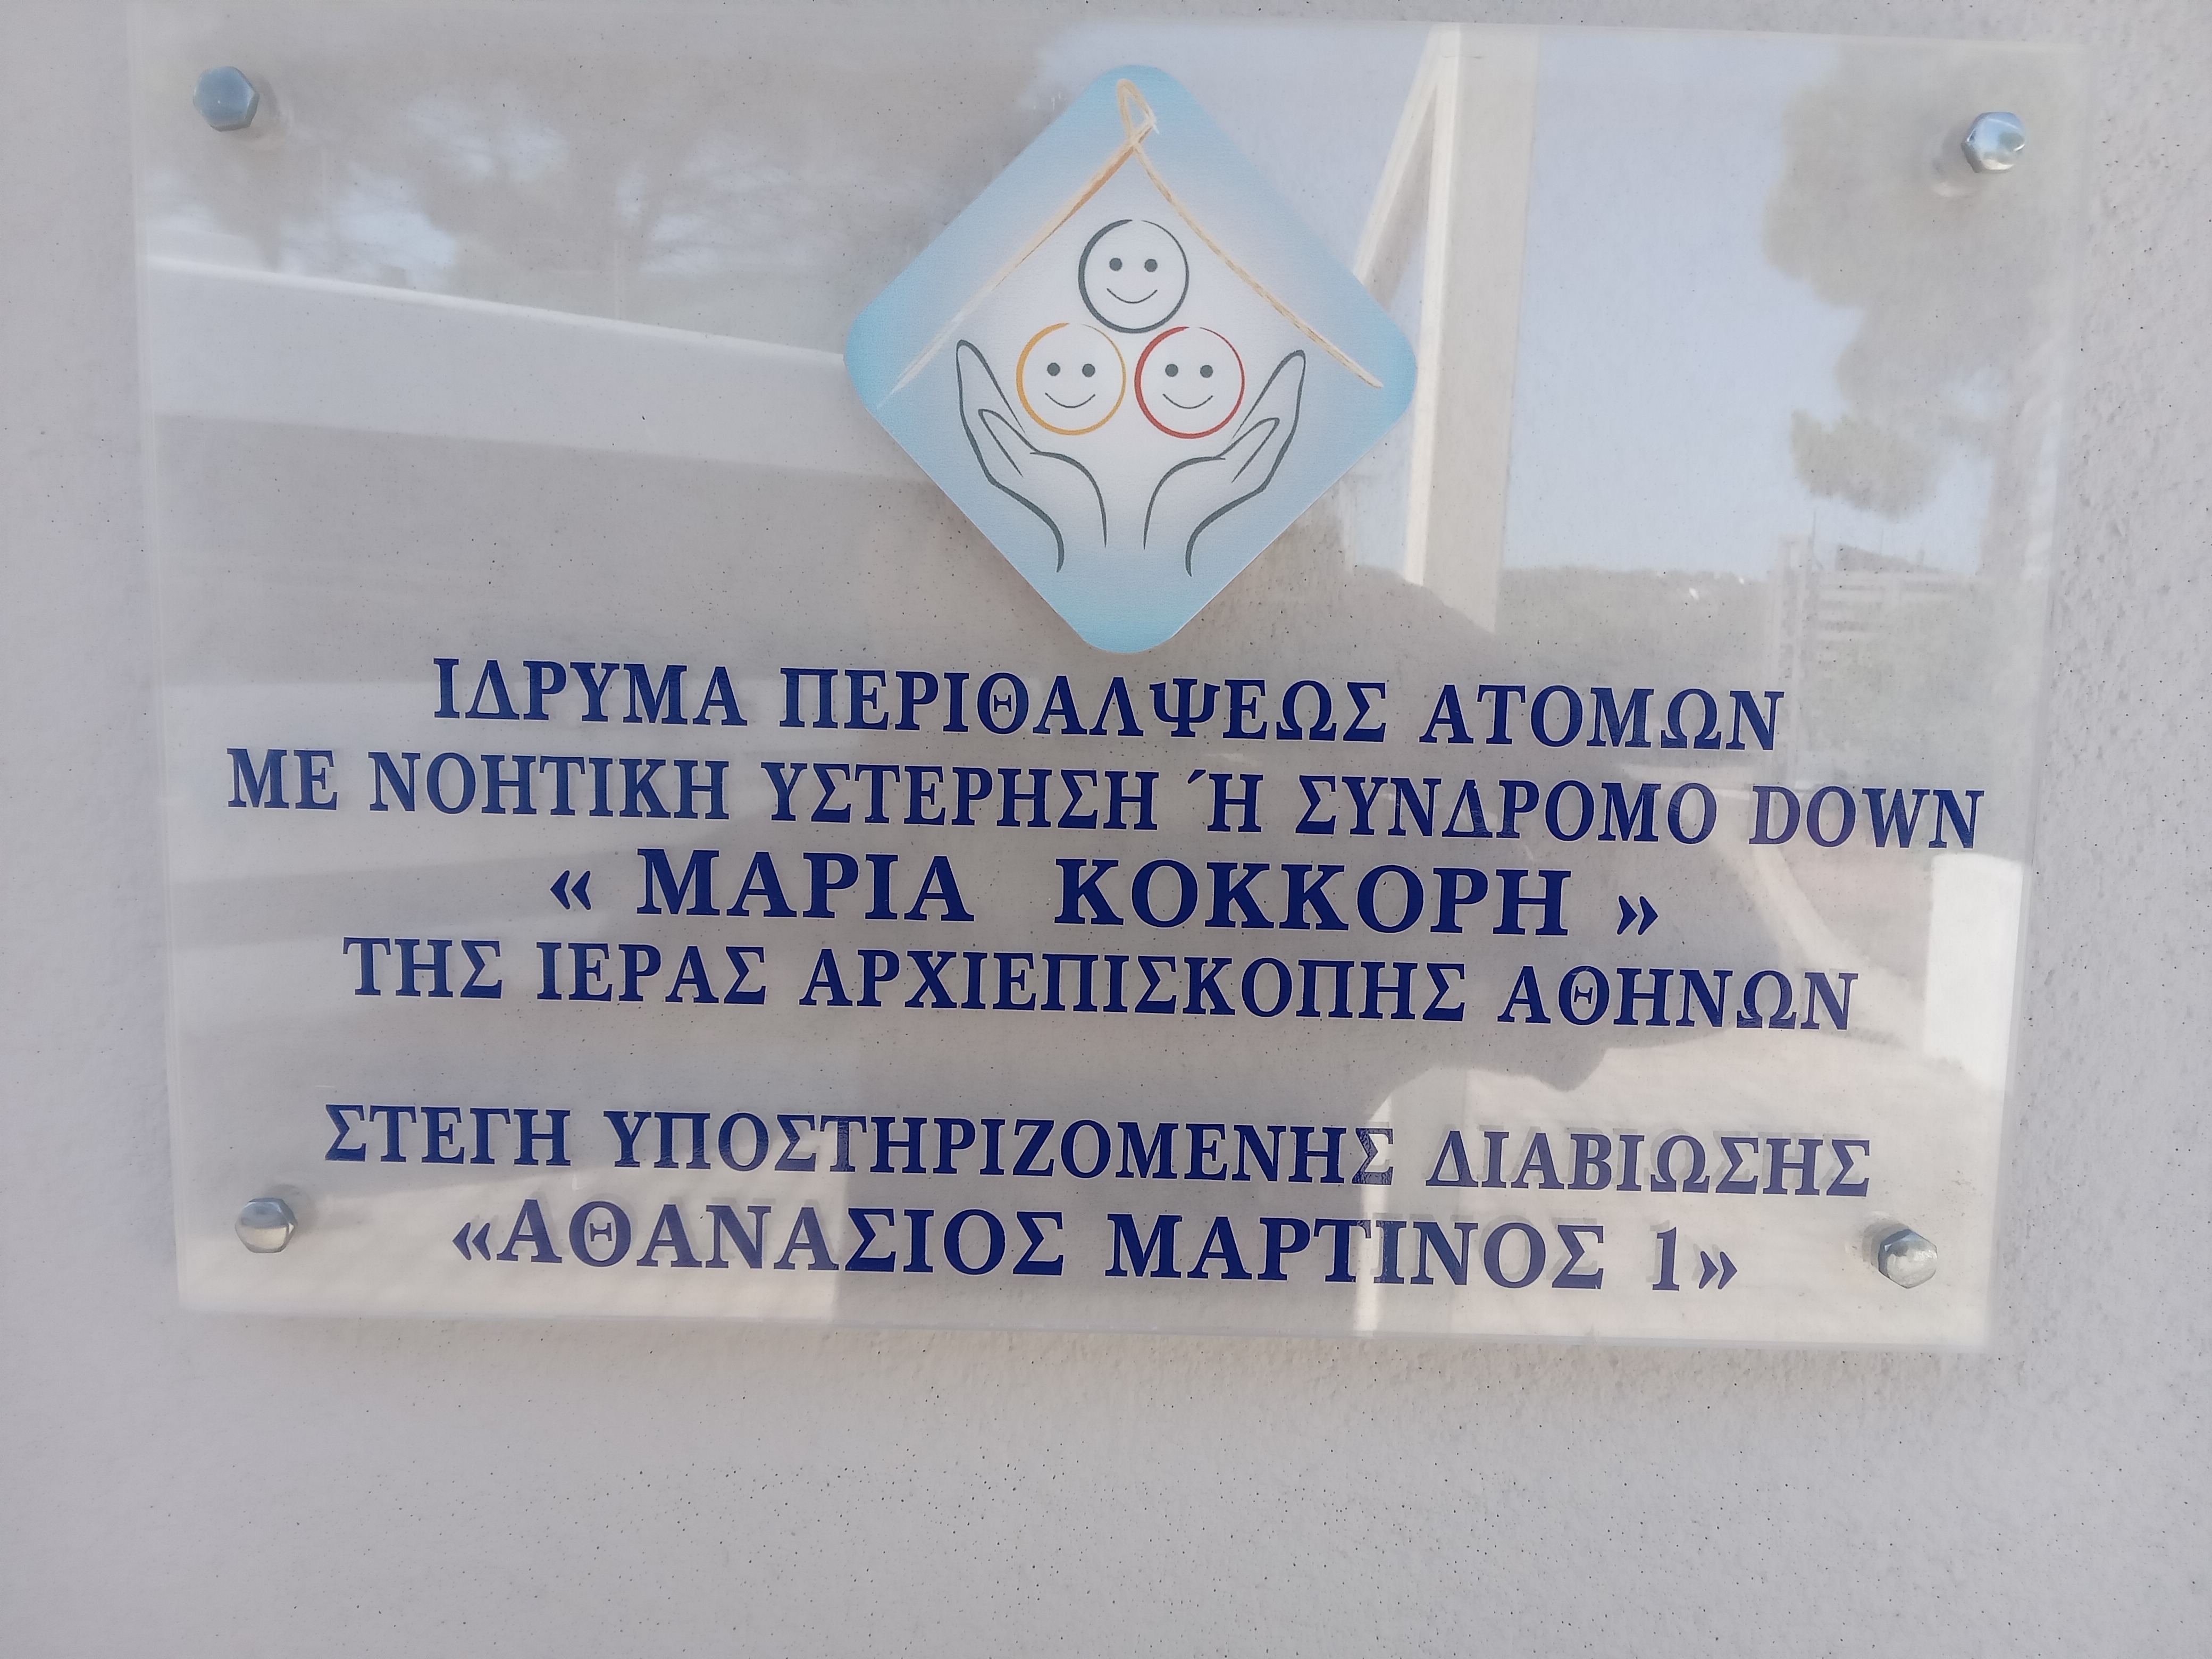 ΙΔΡΥΜΑ ΠΕΡΙΘΑΛΨΕΩΣ ΑΤΟΜΩΝ
ΜΕ ΝΟΗΤΙΚΗ ΥΣΤΕΡΗΣΗ Ή ΣΥΝΔΡΟΜΟ DOWN
« ΜΑΡΙΑ ΚΟΚΚΟΡΗ »
ΤΗΣ ΙΕΡΑΣ ΑΡΧΙΕΠΙΣΚΟΠΗΣ ΑΘΗΝΩΝ
ΣΤΕΓΗ ΥΠΟΣΤΗΡΙΖΟΜΕΝΗΣ ΔΙΑΒΙΩΣΗΣ
«ΑΘΑΝΑΣΙΟΣ ΜΑΡΤΙΝΟΣ 1»